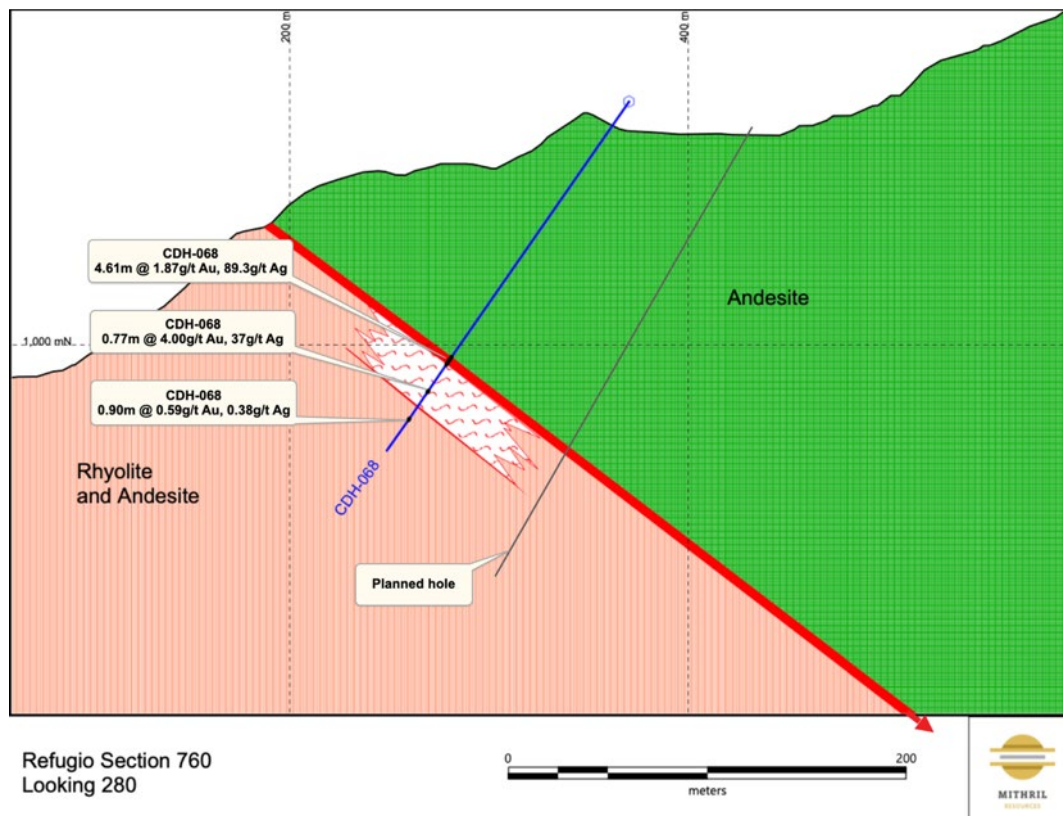 200 m
400 m
CDH-068
4.61m @ 1.87g/t Au, 89.3g/t Ag
Andesite
CDH-068
0.77m @ 4.00g/t Au, 37g/t Ag
1,000 mN
CDH-068
0.90m @ 0.59g/t Au, 0.38g/t Ag
CDH-068
Rhyolite
and Andesite
Planned hole
Refugio Section 760
Looking 280
0
200
meters
MITHRIL
RESOURCES